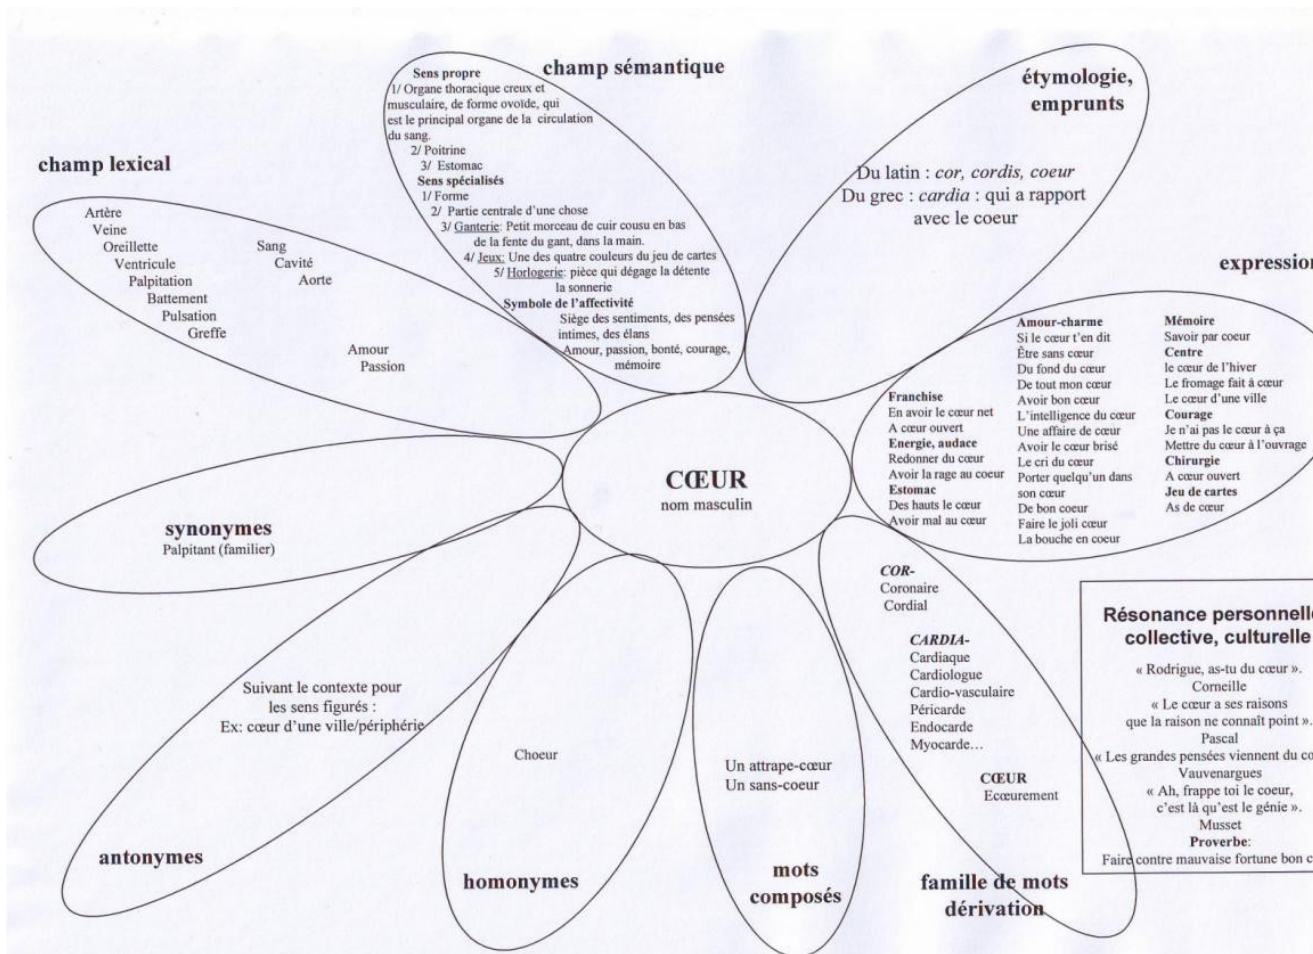 champ sémantique
Sens propre
1/ Organe thoracique creux et
musculaire, de forme ovoïde, qui
est le principal organe de la circulation
du sang.
2/ Poitrine
3/ Estomac
Sens spécialisés
1/ Forme
2/ Partie centrale d'une chose
3/ Ganterie: Petit morceau de cuir cousu en bas
de la fente du gant, dans la main.
4/ Jeux: Une des quatre couleurs du jeu de cartes
5/ Horlogerie: pièce qui dégage la détente
la sonnerie
Symbole de l'affectivité
Siège des sentiments, des pensées
intimes, des élans
Amour, passion, bonté, courage,
mémoire
étymologie,
emprunts
Du latin : cor, cordis, coeur
Du grec : cardia : qui a rapport
avec le coeur
champ lexical
Artère
Veine
Oreillette
Ventricule
Palpitation
Battement
Pulsation
Greffe
Sang
Cavité
Aorte
Amour
Passion
expression
Franchise
En avoir le cœur net
A cœur ouvert
Energie, audace
Redonner du cœur
Avoir la rage au coeur
Estomac
Des hauts le cœur
Avoir mal au cœur
Amour-charme
Si le cœur t'en dit
Être sans cœur
Du fond du cœur
De tout mon cœur
Avoir bon cœur
L'intelligence du cœur
Une affaire de cœur
Avoir le cœur brisé
Le cri du cœur
Porter quelqu'un dans
son cœur
De bon coeur
Faire le joli cœur
La bouche en coeur
Mémoire
Savoir par coeur
Centre
le cœur de l'hiver
Le fromage fait à cœur
Le cœur d'une ville
Courage
Je n'ai pas le cœur à ça
Mettre du cœur à l'ouvrage
Chirurgie
A cœur ouvert
Jeu de cartes
As de cœur
CŒUR
nom masculin
synonymes
Palpitant (familier)
Suivant le contexte pour
les sens figurés :
Ex: cœur d'une ville/périphérie
antonymes
Choeur
homonymes
Un attrape-cœur
Un sans-coeur
mots
composés
COR-
Coronaire
Cordial
CARDIA-
Cardiaque
Cardiologue
Cardio-vasculaire
Péricarde
Endocarde
Myocarde…
CŒUR
Ecœurement
famille de mots
dérivation
Résonance personnelle
collective, culturelle
« Rodrigue, as-tu du cœur ».
Corneille
« Le cœur a ses raisons
que la raison ne connaît point ».
Pascal
« Les grandes pensées viennent du
Vauvenargues
« Ah, frappe toi le coeur,
c'est là qu'est le génie ».
Musset
Proverbe:
Faire contre mauvaise fortune bon